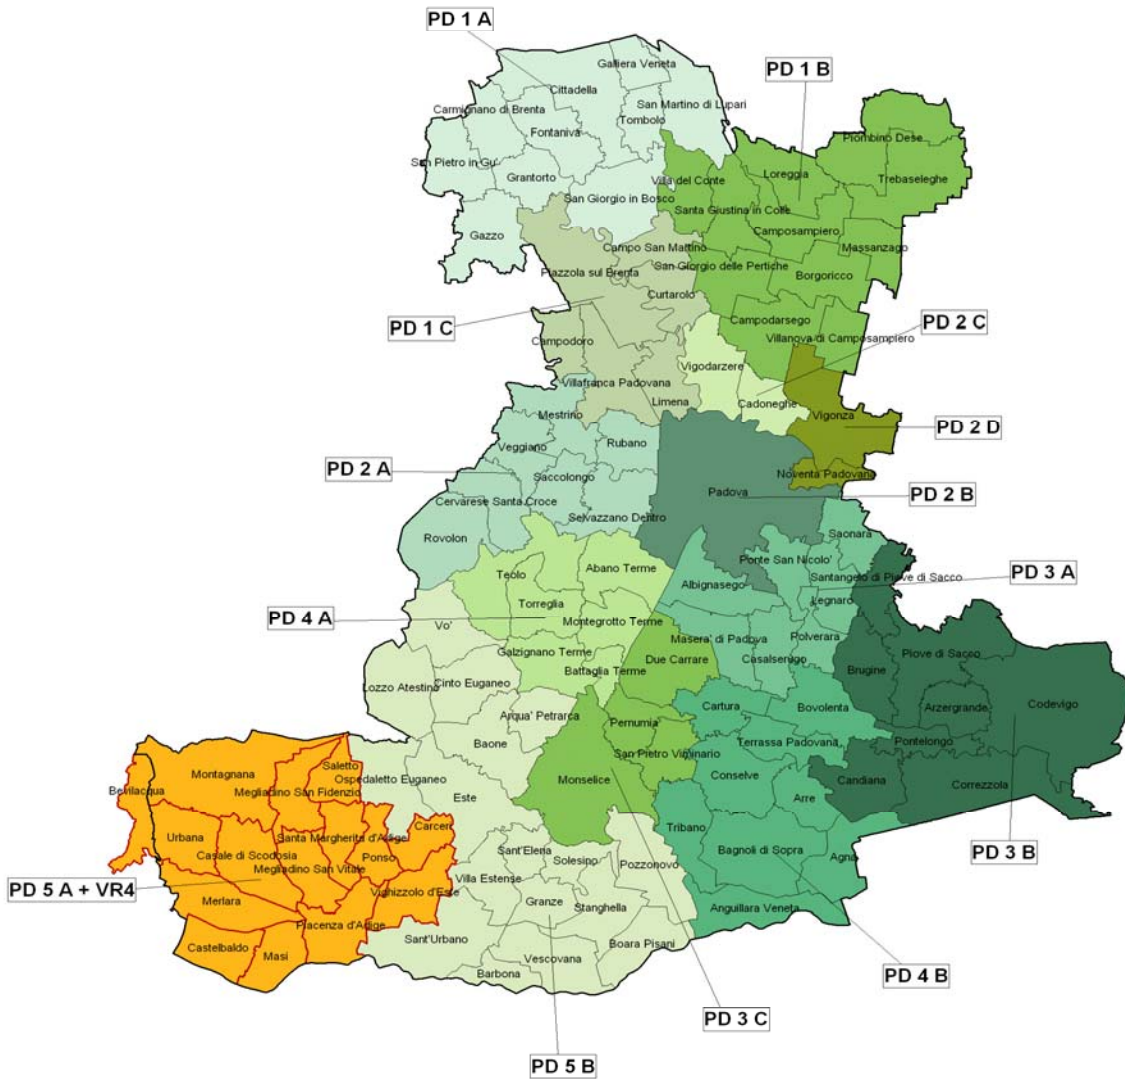 PD 1 A
Galliera Veneta
PD 1 B
Cittadella
Carmignano di Brenta
San Martino di Lupari
Tombolo
Fontaniva
Piombino Dese
San Pietro in Gu'
Grantorto
Loreggia
Trebaseleghe
Villa del Conte
San Giorgio in Bosco
Santa Giustina in Colle
Camposampiero
Gazzo
Campo San Martino
Massanzago
San Giorgio delle Pertiche
Piazzola sul Brenta
Borgoricco
Curtarolo
PD 1 C
Campodarsego
PD 2 C
Campodoro
Villanova di Camposampiero
Vigodarzere
Villafranca Padovana
Cadoneghe
Limena
Mestrino
Vigonza
PD 2 D
Rubano
Veggiano
PD 2 A
Noventa Padovana
Saccolongo
Padova
PD 2 B
Cervarese Santa Croce
Selvazzano Dentro
Saonara
Rovolon
Ponte San Nicolo'
Abano Terme
Teolo
Santangelo di Piove di Sacco
PD 3 A
Albignasego
Legnaro
Torreglia
PD 4 A
Montegrotto Terme
Vo'
Masera' di Padova
Polverara
Galzignano Terme
Piove di Sacco
Due Carrare
Casalserugo
Battaglia Terme
Brugine
Cinto Euganeo
Lozzo Atestino
Cartura
Bovolenta
Arzergrande
Codevigo
Arqua' Petrarca
Pernumia
Baone
Terrassa Padovana
Pontelongo
San Pietro Viminario
Saletto
Montagnana
Ospedaletto Euganeo
Monselice
Conselve
Candiana
Correzzola
Bevilacqua
Megliadino San Fidenzio
Este
Arre
Carceri
Tribano
Urbana
Santa Margherita d'Adige
Sant'Elena
Bagnoli di Sopra
Agna
PD 3 B
Casale di Scodosia
Ponso
Solesino
Pozzonovo
Megliadino San Vitale
Villa Estense
PD 5 A + VR4
Vighizzolo d'Este
Merlara
Granze
Stanghella
Anguillara Veneta
Piacenza d'Adige
Sant'Urbano
Boara Pisani
Castelbaldo
Masi
Vescovana
Barbona
PD 4 B
PD 3 C
PD 5 B